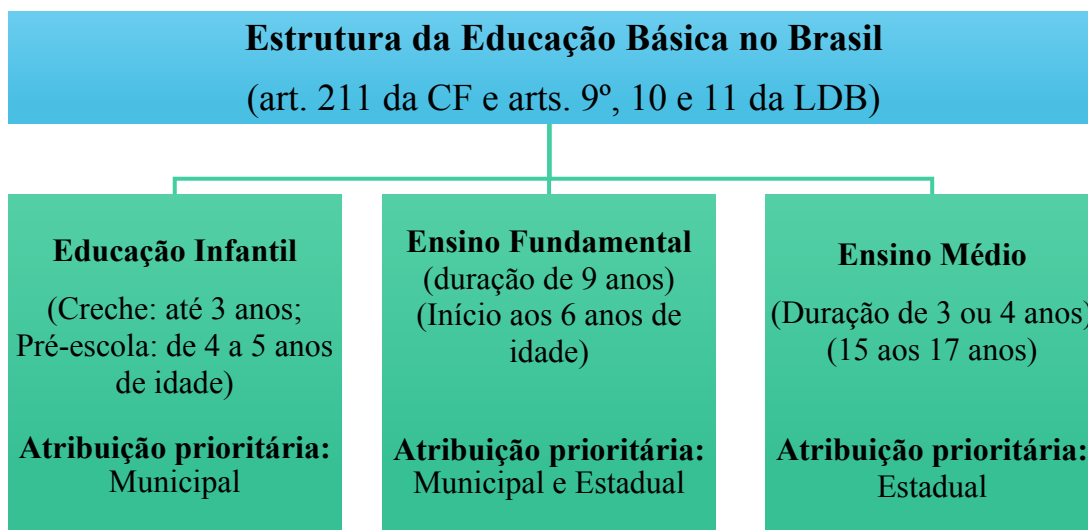 Estrutura da Educação Básica no Brasil
(art. 211 da CF e arts. 9º, 10 e 11 da LDB)
Educação Infantil
(Creche: até 3 anos;
Pré-escola: de 4 a 5 anos
de idade)
Atribuição prioritária:
Municipal
Ensino Fundamental
(duração de 9 anos)
(Início aos 6 anos de
idade)
Atribuição prioritária:
Municipal e Estadual
Ensino Médio
(Duração de 3 ou 4 anos)
(15 aos 17 anos)
Atribuição prioritária:
Estadual